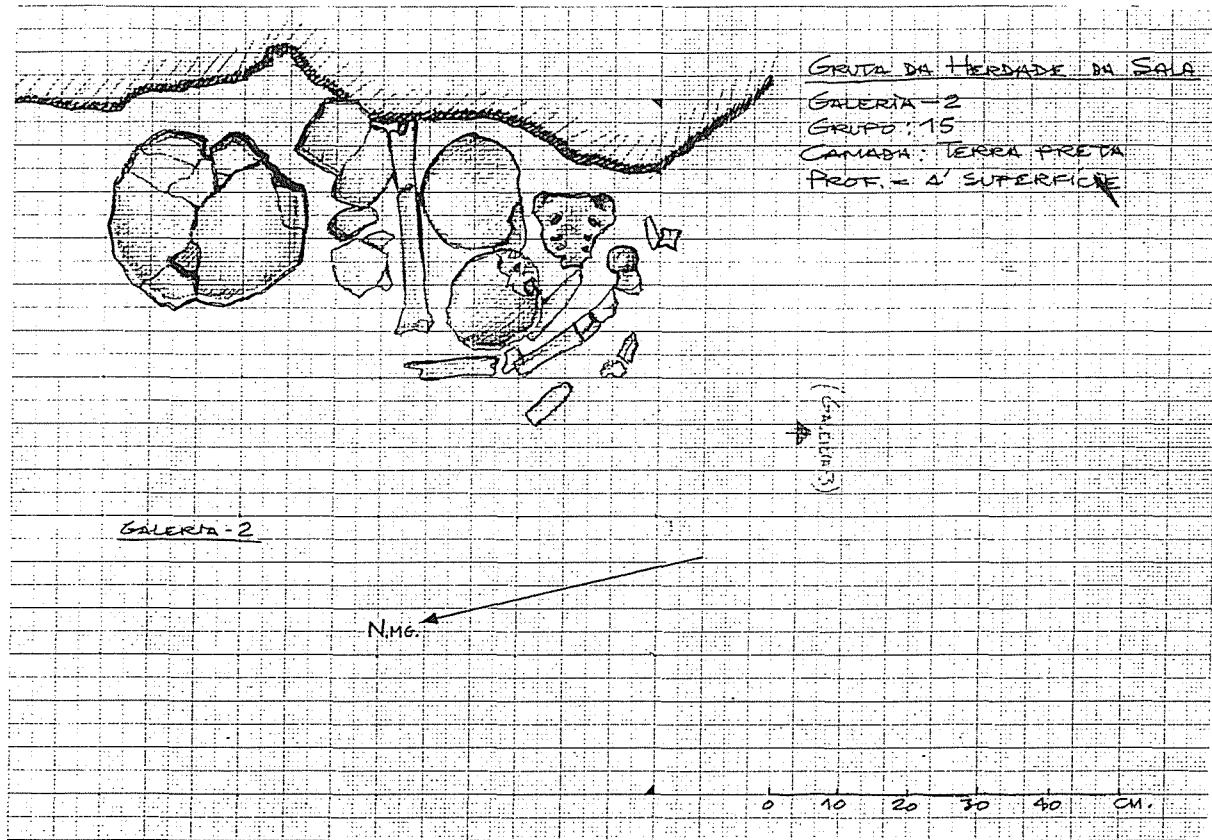 GRUTA DA HERDADE DA SALA
GALERIA-2
GRUPO: 15
CAMADA: TERRA PRETA
PROF. = A' SUPERFÍCIE
(GALERIA-3)
GALERIA-2
N.MG.
0 10 20 30 40 CM.